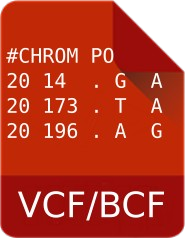 #CHROM PO
20 14 . G A
20 173 . T A
20 196 . A G
VCF/BCF